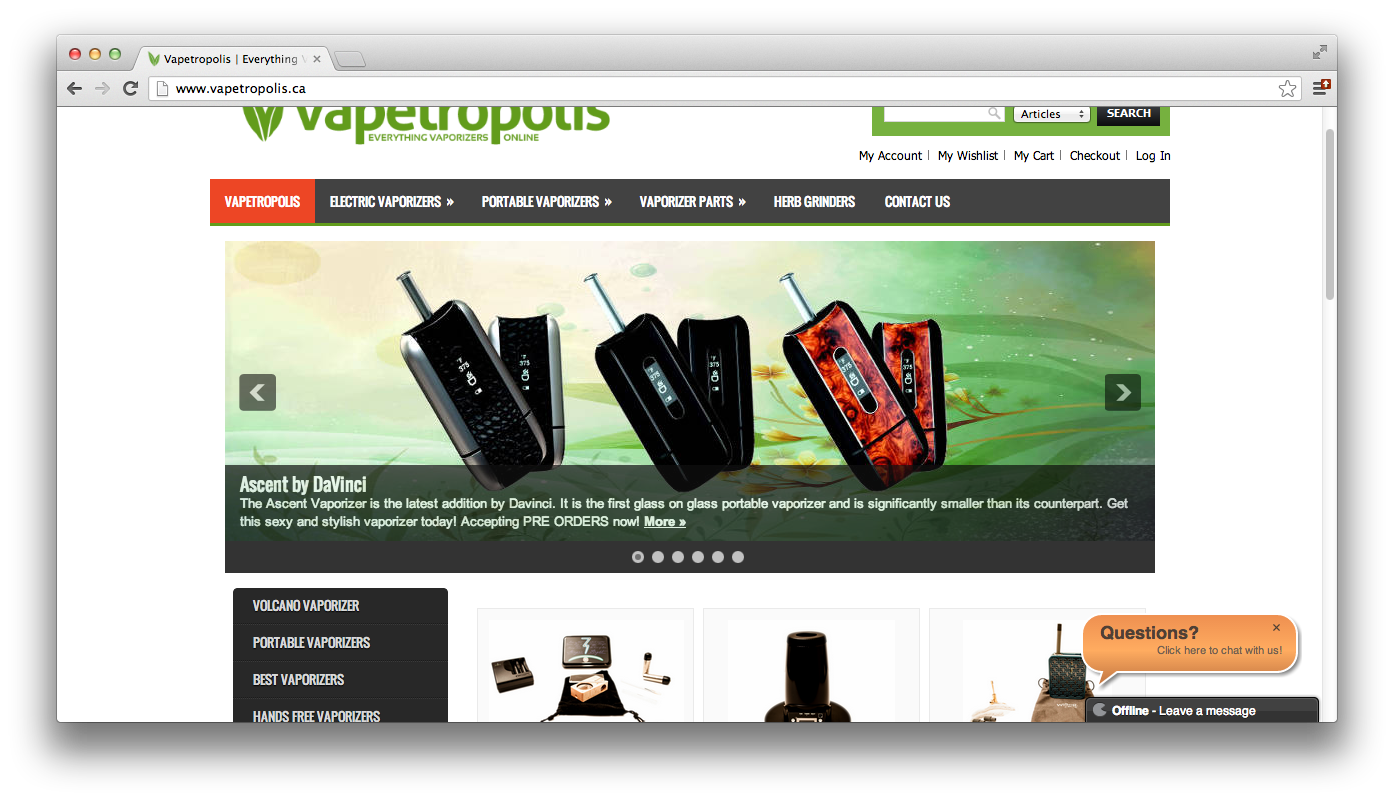 Vapetropolis | Everything V
www.vapetropolis.ca
vapetropolis
EVERYTHING VAPORIZERS ONLINE
Articles
SEARCH
My Account | My Wishlist | My Cart | Checkout | Log In
VAPETROPOLIS ELECTRIC VAPORIZERS » PORTABLE VAPORIZERS » VAPORIZER PARTS » HERB GRINDERS CONTACT US
°F 375 °F 375 °F 375 °F 375 °F 375 °F 375
Ascent by DaVinci
The Ascent Vaporizer is the latest addition by Davinci. It is the first glass on glass portable vaporizer and is significantly smaller than its counterpart. Get
this sexy and stylish vaporizer today! Accepting PRE ORDERS now! More »
VOLCANO VAPORIZER
PORTABLE VAPORIZERS
BEST VAPORIZERS
HANDS FREE VAPORIZERS
Questions?
Click here to chat with us!
Offline - Leave a message